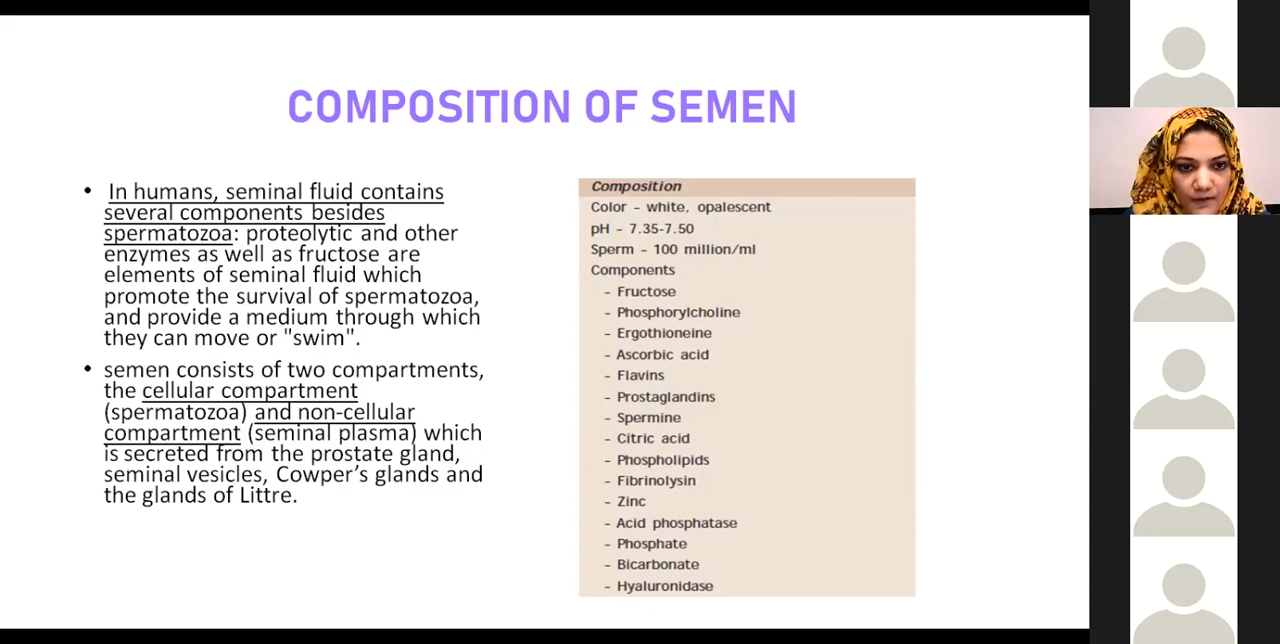 COMPOSITION OF SEMEN
• In humans, seminal fluid contains
several components besides
spermatozoa: proteolytic and other
enzymes as well as fructose are
elements of seminal fluid which
promote the survival of spermatozoa,
and provide a medium through which
they can move or "swim".
• semen consists of two compartments,
the cellular compartment
(spermatozoa) and non-cellular
compartment (seminal plasma) which
is secreted from the prostate gland,
seminal vesicles, Cowper's glands and
the glands of Littre.
Composition
Color – white, opalescent
pH – 7.35-7.50
Sperm – 100 million/ml
Components
– Fructose
– Phosphorylcholine
– Ergothioneine
– Ascorbic acid
– Flavins
– Prostaglandins
– Spermine
– Citric acid
– Phospholipids
– Fibrinolysin
– Zinc
– Acid phosphatase
– Phosphate
– Bicarbonate
– Hyaluronidase